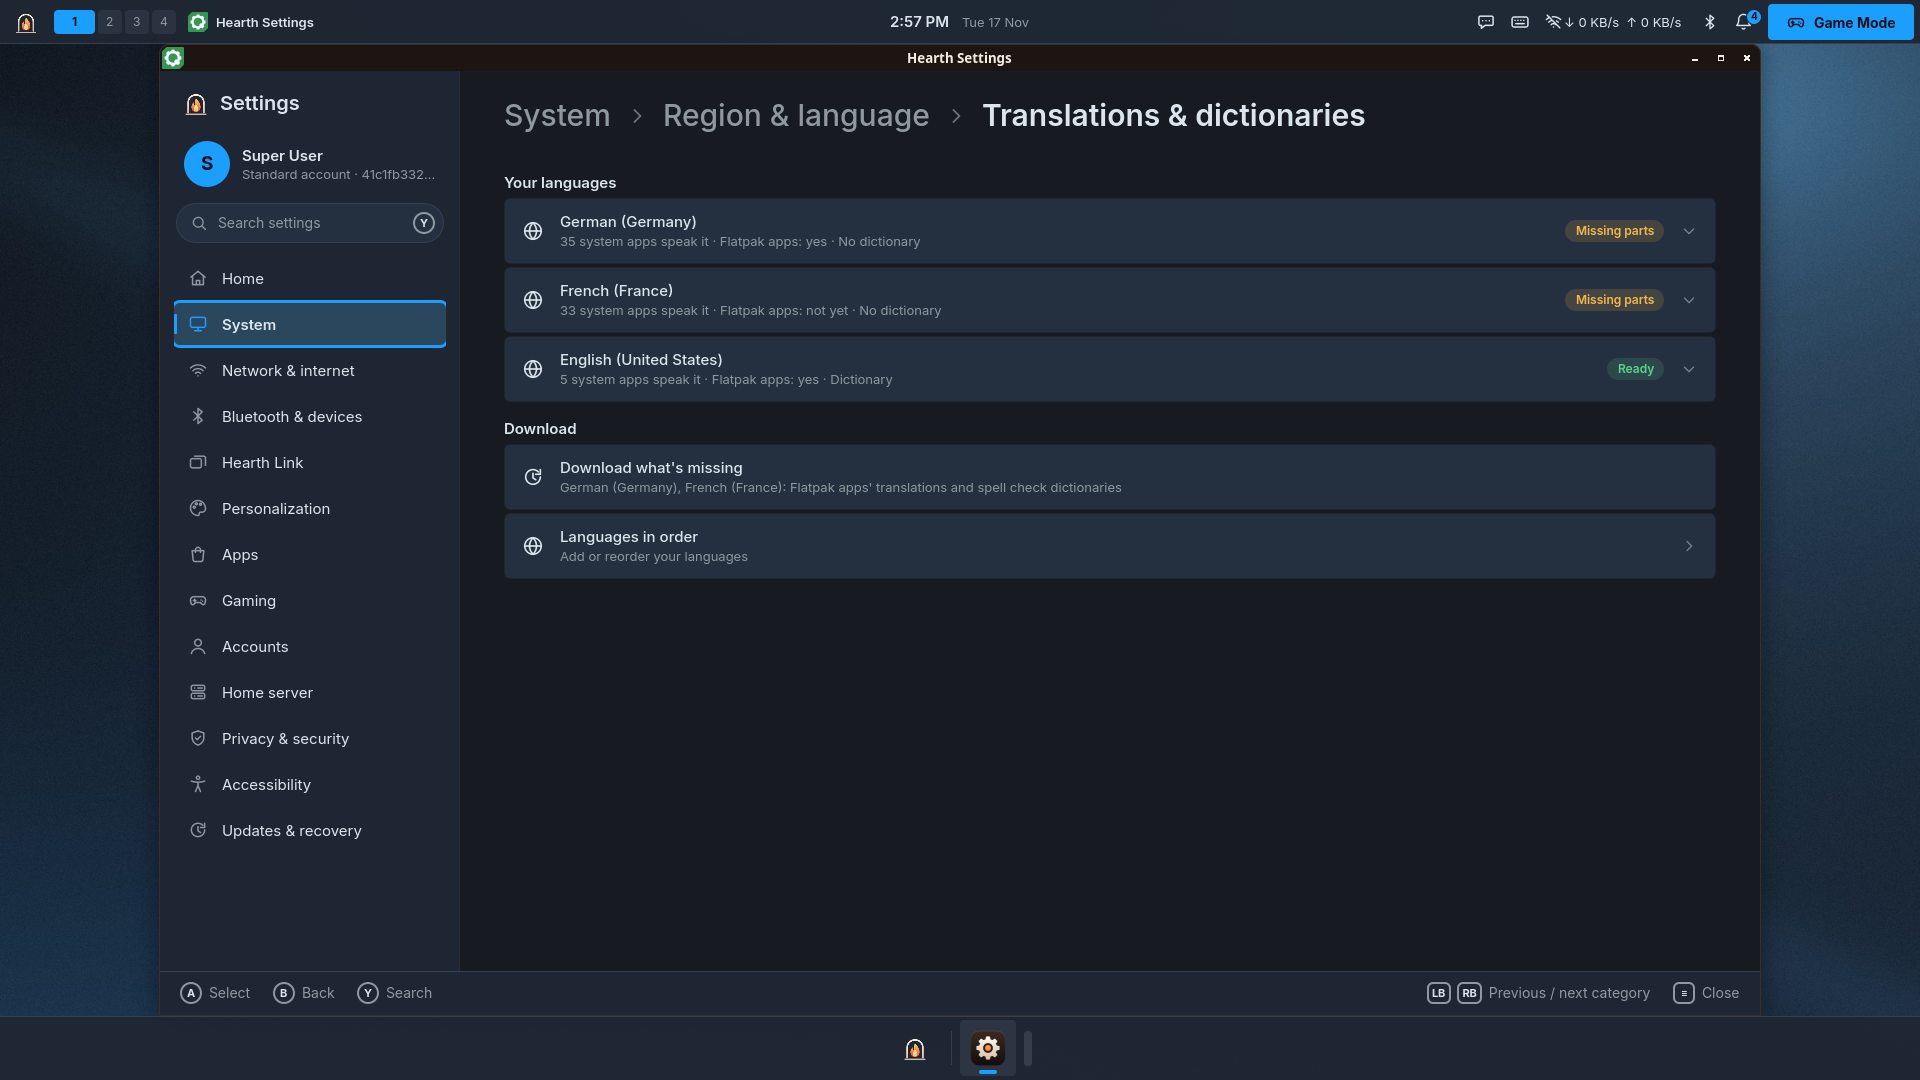 1 2 3 4 Hearth Settings 2:57 PM Tue 17 Nov ↓ 0 KB/s ↑ 0 KB/s 4 Game Mode
Hearth Settings
Settings
S
Super User
Standard account · 41c1fb332...
Search settings Y
Home
System
Network & internet
Bluetooth & devices
Hearth Link
Personalization
Apps
Gaming
Accounts
Home server
Privacy & security
Accessibility
Updates & recovery
System > Region & language > Translations & dictionaries
Your languages
German (Germany)
35 system apps speak it · Flatpak apps: yes · No dictionary
Missing parts
French (France)
33 system apps speak it · Flatpak apps: not yet · No dictionary
Missing parts
English (United States)
5 system apps speak it · Flatpak apps: yes · Dictionary
Ready
Download
Download what's missing
German (Germany), French (France): Flatpak apps' translations and spell check dictionaries
Languages in order
Add or reorder your languages
A Select B Back Y Search LB RB Previous / next category ≡ Close